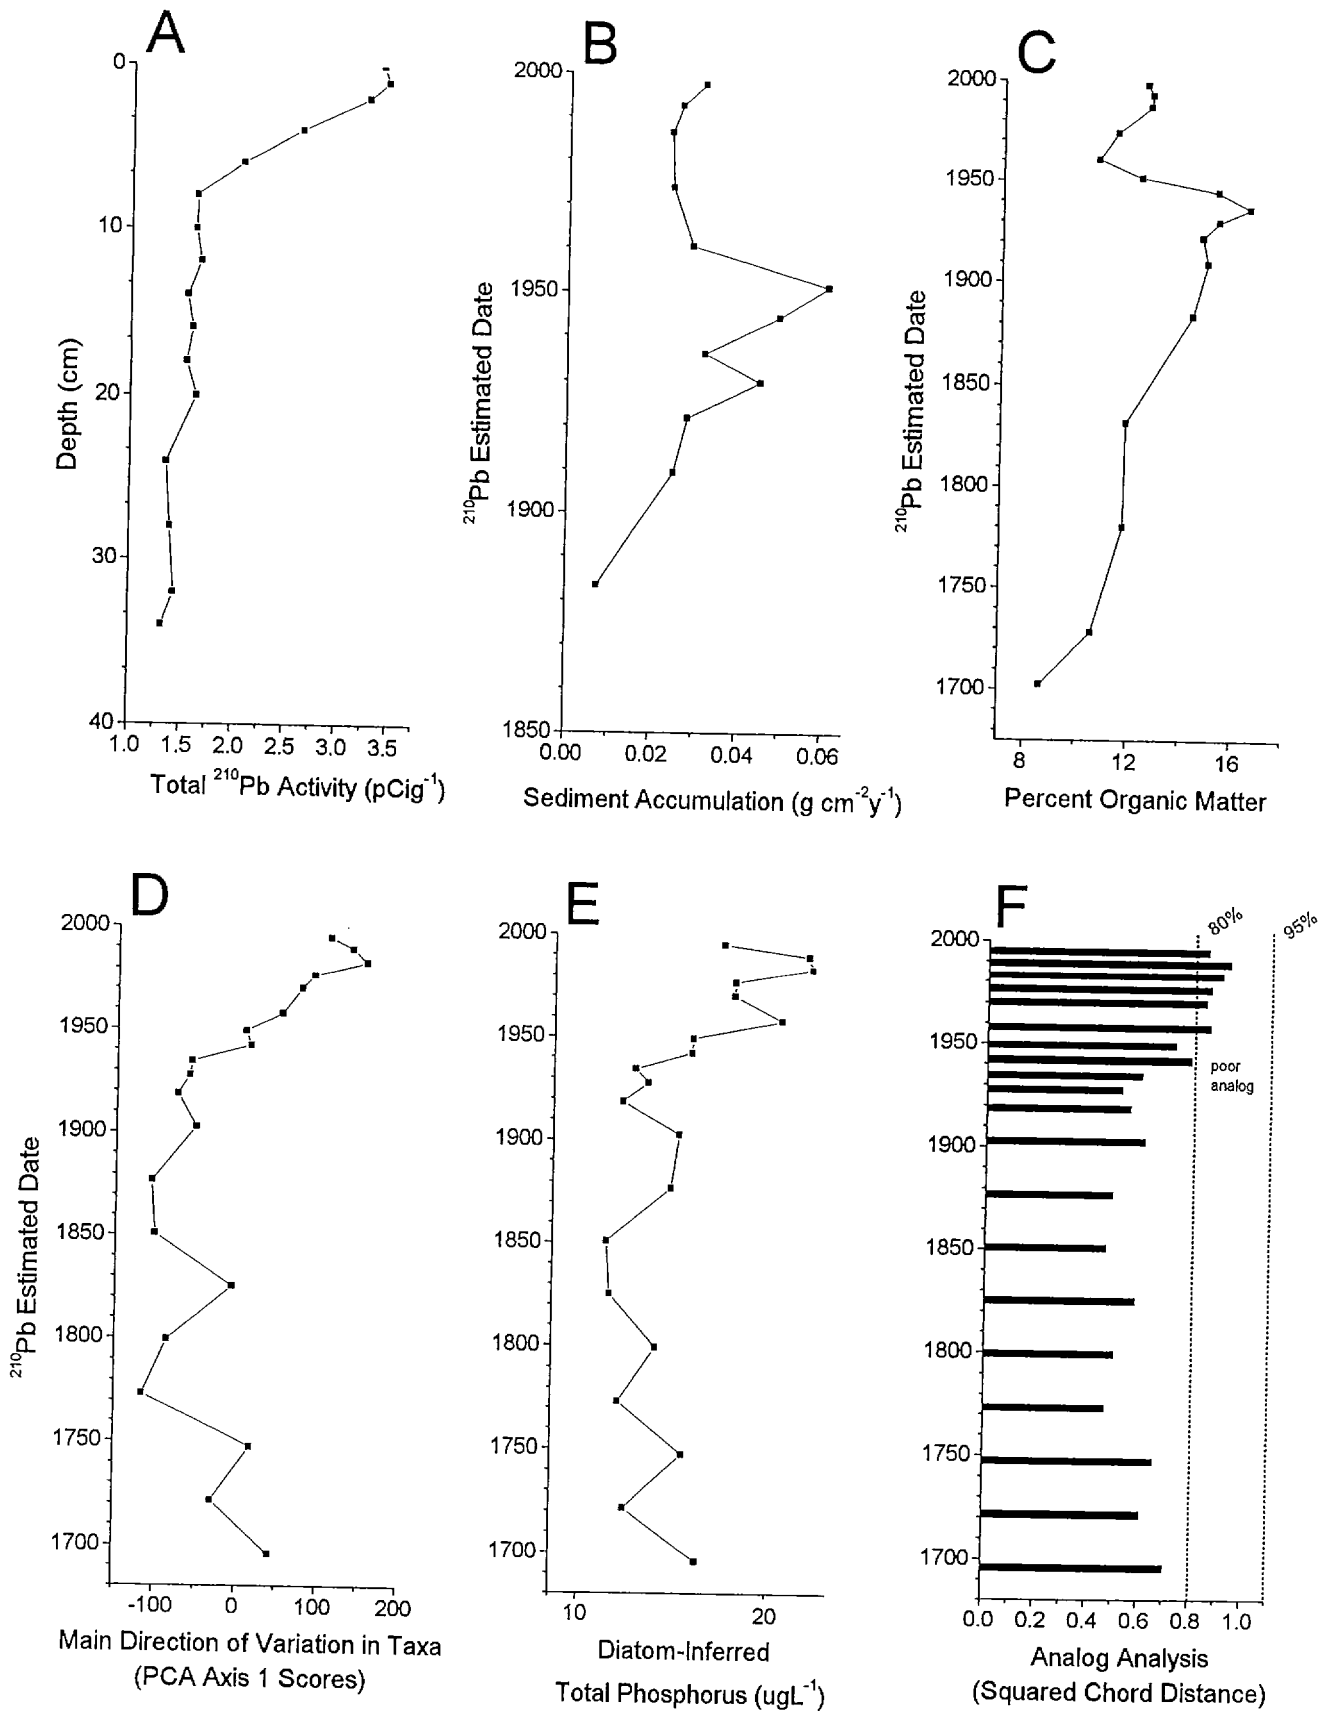 A
0
10
20
30
40
Depth (cm)
1.0 1.5 2.0 2.5 3.0 3.5
Total ²¹⁰Pb Activity (pCig⁻¹)
B
2000
1950
1900
1850
²¹⁰Pb Estimated Date
0.00 0.02 0.04 0.06
Sediment Accumulation (g cm⁻²y⁻¹)
C
2000
1950
1900
1850
1800
1750
1700
²¹⁰Pb Estimated Date
8 12 16
Percent Organic Matter
D
2000
1950
1900
1850
1800
1750
1700
²¹⁰Pb Estimated Date
-100 0 100 200
Main Direction of Variation in Taxa
(PCA Axis 1 Scores)
E
2000
1950
1900
1850
1800
1750
1700
10 20
Diatom-Inferred
Total Phosphorus (ugL⁻¹)
F
80%
95%
2000
1950
1900
1850
1800
1750
1700
poor
analog
0.0 0.2 0.4 0.6 0.8 1.0
Analog Analysis
(Squared Chord Distance)